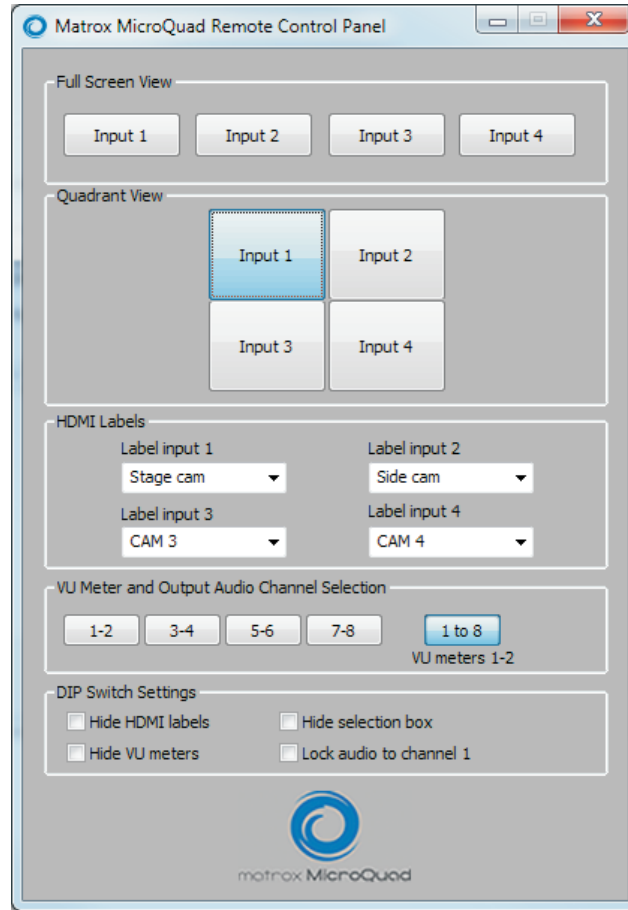 Matrox MicroQuad Remote Control Panel
Full Screen View
Input 1 Input 2 Input 3 Input 4
Quadrant View
Input 1 Input 2
Input 3 Input 4
HDMI Labels
Label input 1 Label input 2
Stage cam Side cam
Label input 3 Label input 4
CAM 3 CAM 4
VU Meter and Output Audio Channel Selection
1-2 3-4 5-6 7-8 1 to 8
VU meters 1-2
DIP Switch Settings
Hide HDMI labels Hide selection box
Hide VU meters Lock audio to channel 1
matrox MicroQuad